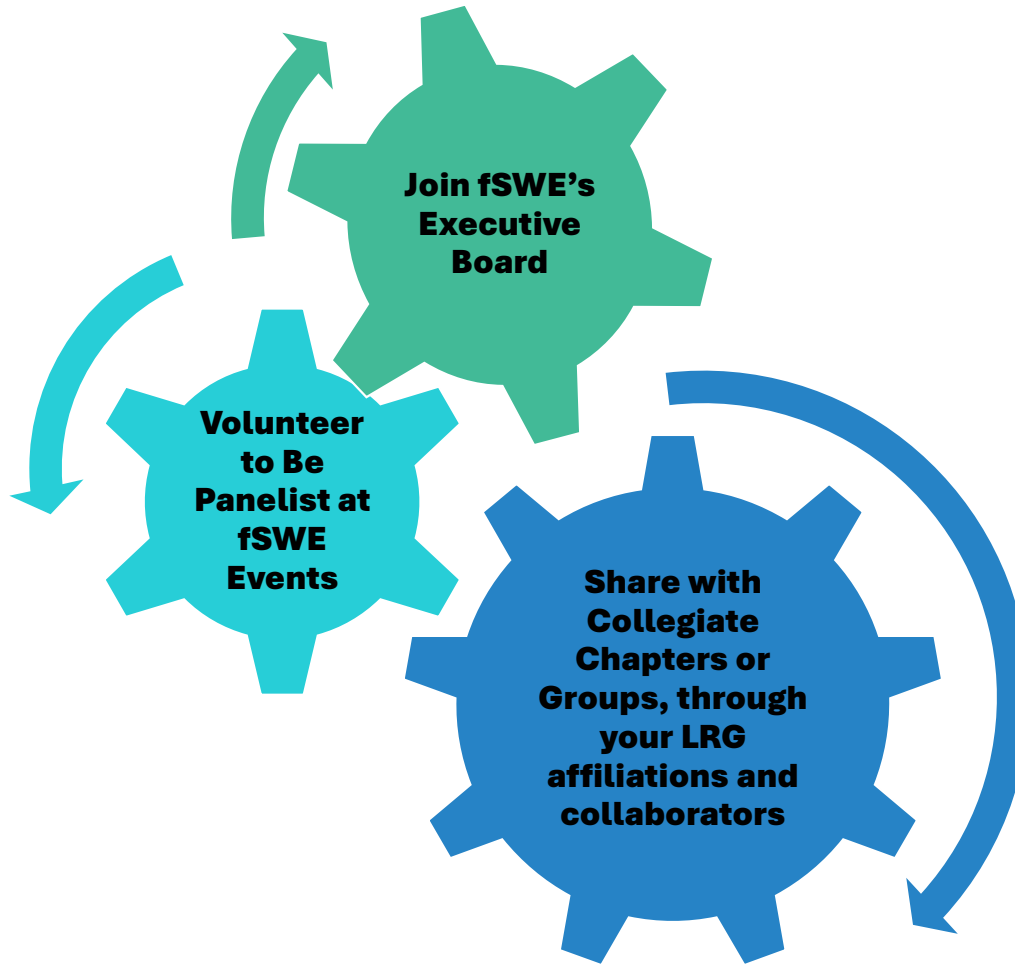 Join fSWE’s
Executive
Board
Volunteer
to Be
Panelist at
fSWE
Events
Share with
Collegiate
Chapters or
Groups, through
your LRG
affiliations and
collaborators